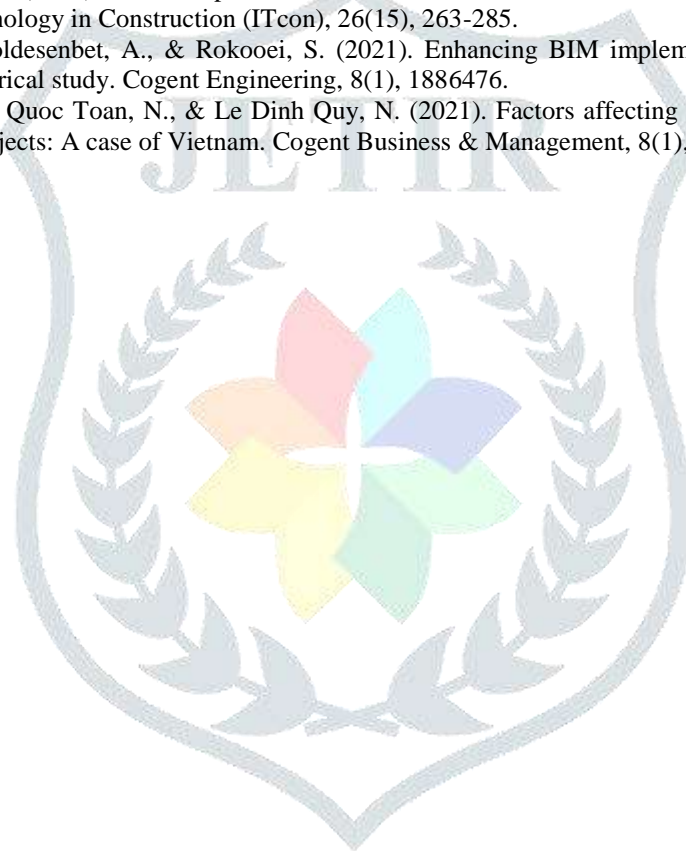 nology in Construction (ITcon), 26(15), 263-285.
oldesenbet, A., & Rokooei, S. (2021). Enhancing BIM implem
rical study. Cogent Engineering, 8(1), 1886476.
Quoc Toan, N., & Le Dinh Quy, N. (2021). Factors affecting
jects: A case of Vietnam. Cogent Business & Management, 8(1),
JETIR